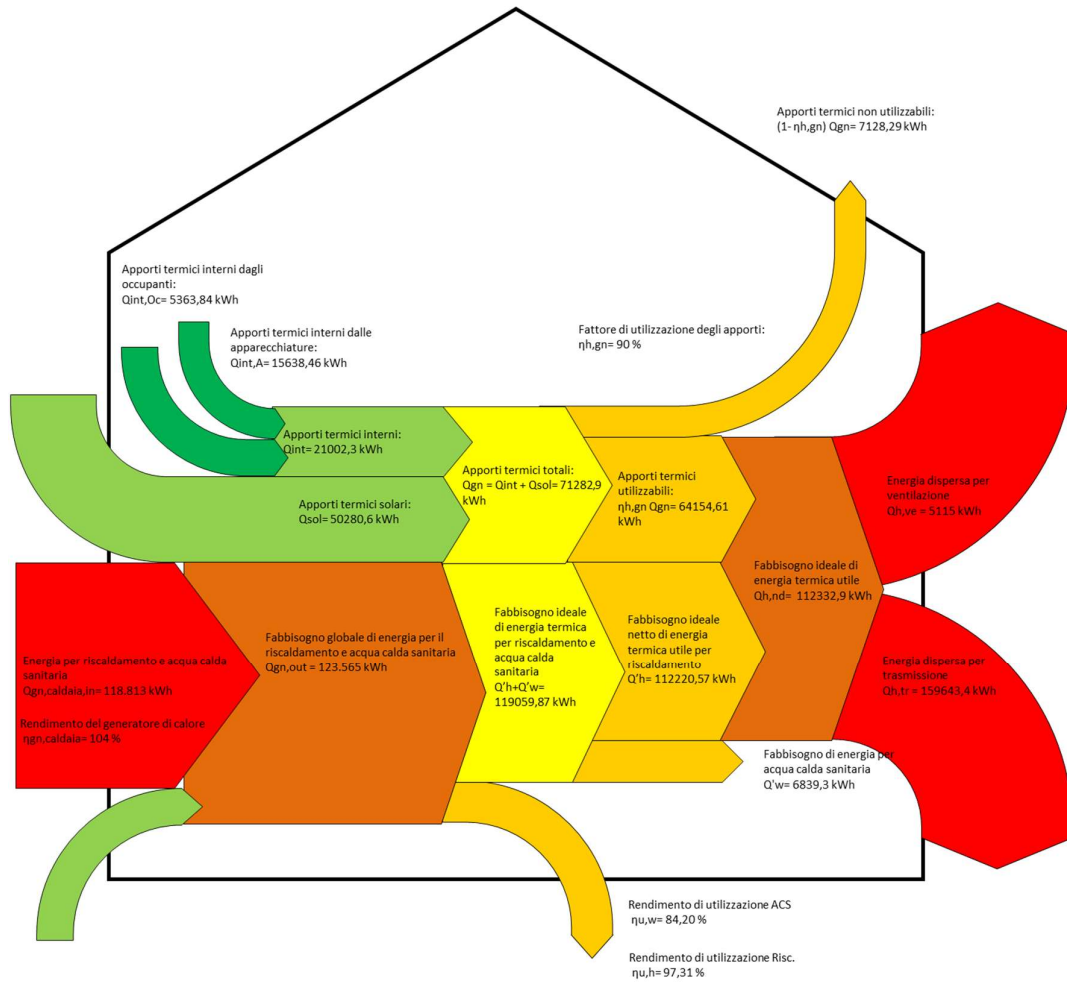 Apporti termici non utilizzabili:
(1- ηh,gn) Qgn= 7128,29 kWh
Apporti termici interni dagli
occupanti:
Qint,Oc= 5363,84 kWh
Apporti termici interni dalle
apparecchiature:
Qint,A= 15638,46 kWh
Fattore di utilizzazione degli apporti:
ηh,gn= 90 %
Apporti termici interni:
Qint= 21002,3 kWh
Apporti termici solari:
Qsol= 50280,6 kWh
Apporti termici totali:
Qgn = Qint + Qsol= 71282,9
kWh
Apporti termici
utilizzabili:
ηh,gn Qgn= 64154,61
kWh
Energia dispersa per
ventilazione
Qh,ve = 5115 kWh
Fabbisogno ideale di
energia termica utile
Qh,nd=  112332,9 kWh
Energia per riscaldamento e acqua calda
sanitaria
Qgn,caldaia,in= 118.813 kWh
Rendimento del generatore di calore
ηgn,caldaia= 104 %
Fabbisogno globale di energia per il
riscaldamento e acqua calda sanitaria
Qgn,out = 123.565 kWh
Fabbisogno ideale
di energia termica
per riscaldamento e
acqua calda
sanitaria
Q’h+Q’w=
119059,87 kWh
Fabbisogno ideale
netto di energia
termica utile per
riscaldamento
Q’h= 112220,57 kWh
Energia dispersa per
trasmissione
Qh,tr = 159643,4 kWh
Fabbisogno di energia per
acqua calda sanitaria
Q'w= 6839,3 kWh
Rendimento di utilizzazione ACS
ηu,w= 84,20 %
Rendimento di utilizzazione Risc.
ηu,h= 97,31 %